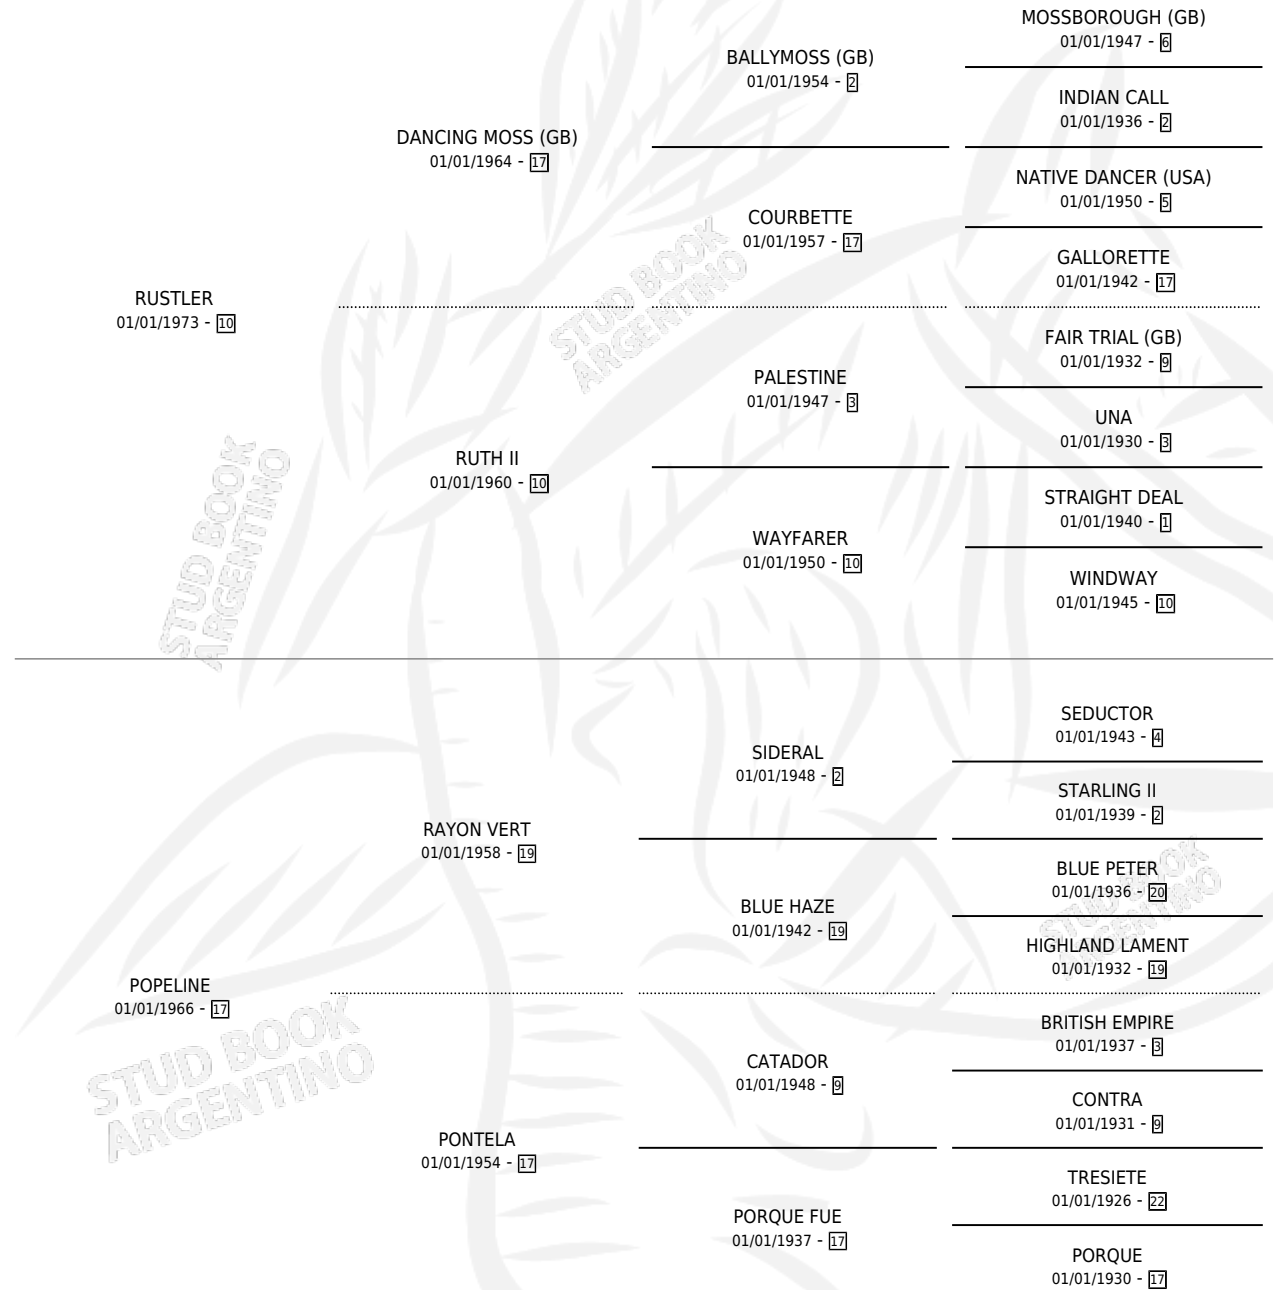 MOSSBOROUGH (GB)
01/01/1947 - 6
BALLYMOSS (GB)
01/01/1954 - 2
INDIAN CALL
01/01/1936 - 2
DANCING MOSS (GB)
01/01/1964 - 17
NATIVE DANCER (USA)
01/01/1950 - 5
COURBETTE
01/01/1957 - 17
GALLORETTE
01/01/1942 - 17
RUSTLER
01/01/1973 - 10
STUD BOOK
ARGENTINO
FAIR TRIAL (GB)
01/01/1932 - 9
PALESTINE
01/01/1947 - 3
UNA
01/01/1930 - 3
RUTH II
01/01/1960 - 10
STRAIGHT DEAL
01/01/1940 - 1
WAYFARER
01/01/1950 - 10
WINDWAY
01/01/1945 - 10
STUD BOOK
ARGENTINO
SEDUCTOR
01/01/1943 - 4
SIDERAL
01/01/1948 - 2
STARLING II
01/01/1939 - 2
RAYON VERT
01/01/1958 - 19
BLUE PETER
01/01/1936 - 20
BLUE HAZE
01/01/1942 - 19
STUD BOOK
ARGENTINO
HIGHLAND LAMENT
01/01/1932 - 19
POPELINE
01/01/1966 - 17
STUD BOOK
ARGENTINO
BRITISH EMPIRE
01/01/1937 - 3
CATADOR
01/01/1948 - 9
CONTRA
01/01/1931 - 9
PONTELA
01/01/1954 - 17
TRESIETE
01/01/1926 - 22
PORQUE FUE
01/01/1937 - 17
PORQUE
01/01/1930 - 17